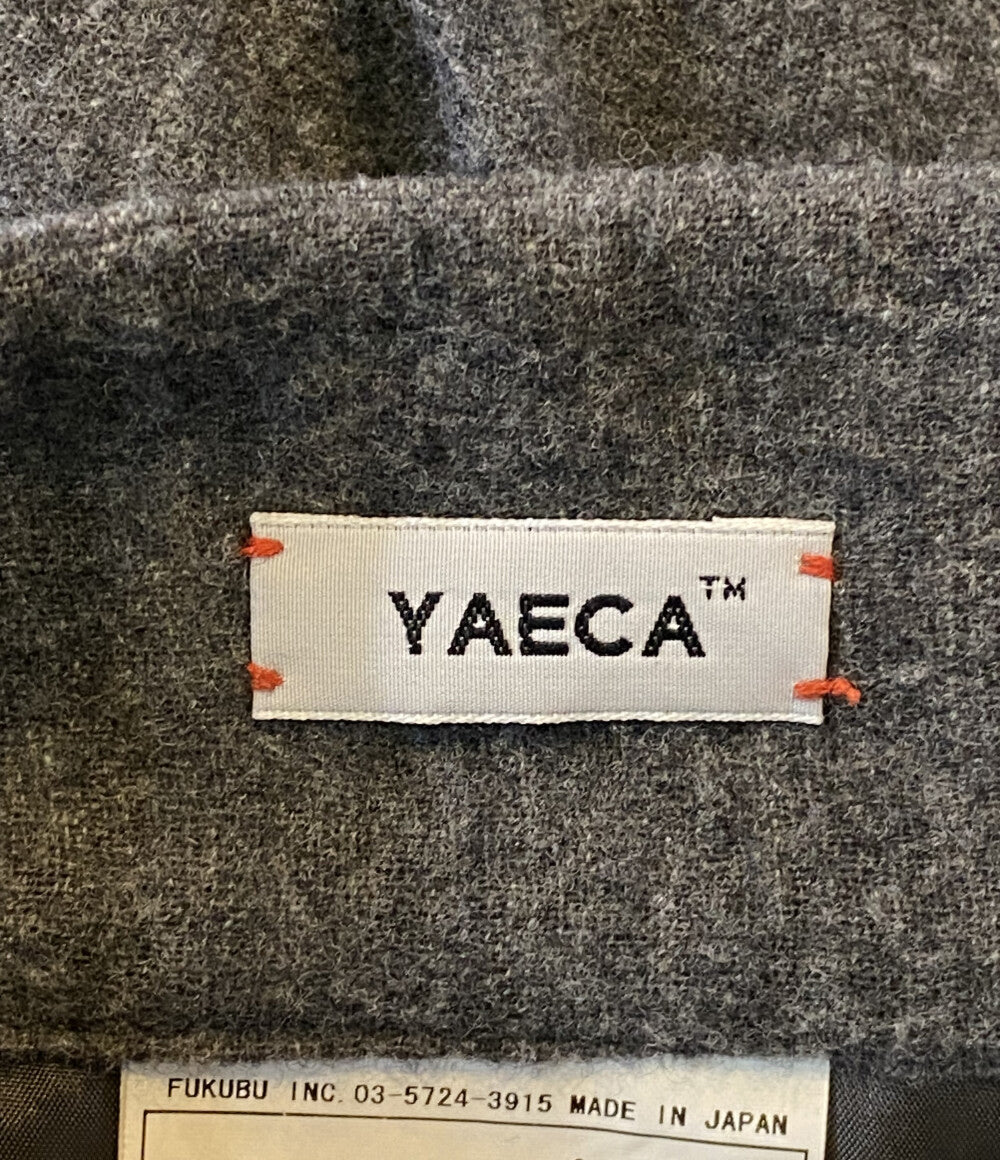 YAECA™
FUKUBU INC. 03-5724-3915 MADE IN JAPAN